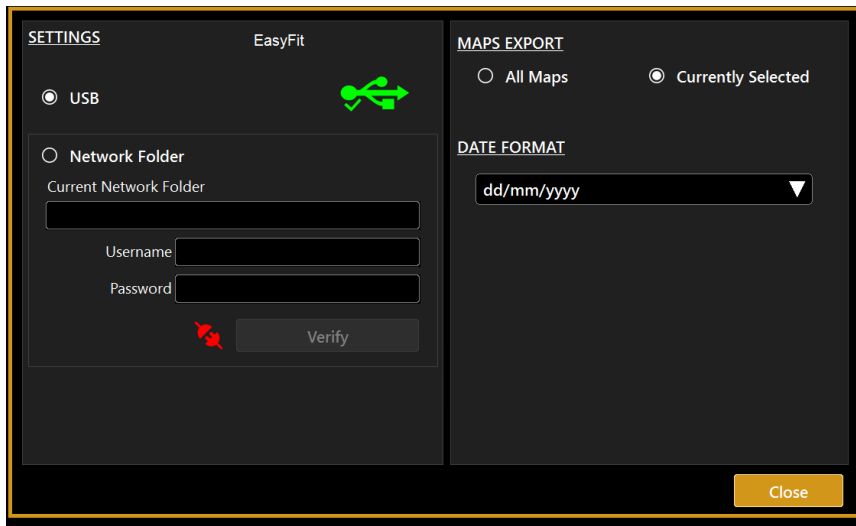 SETTINGS
EasyFit
USB
Network Folder
Current Network Folder
Username
Password
Verify
MAPS EXPORT
All Maps
Currently Selected
DATE FORMAT
dd/mm/yyyy
Close